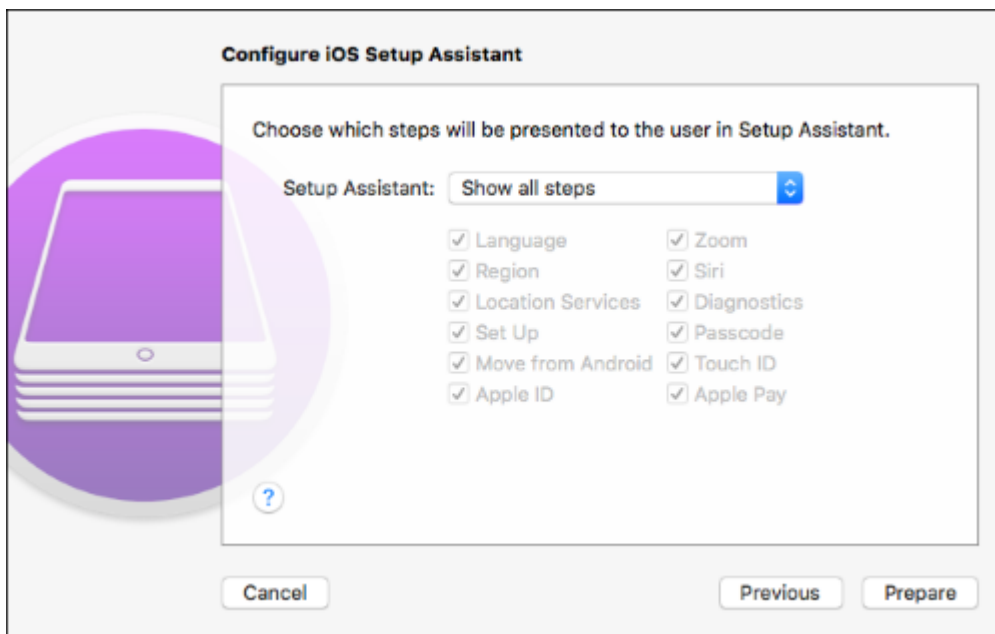 Configure iOS Setup Assistant
Choose which steps will be presented to the user in Setup Assistant.
Setup Assistant: Show all steps
Language Zoom
Region Siri
Location Services Diagnostics
Set Up Passcode
Move from Android Touch ID
Apple ID Apple Pay
?
Cancel Previous Prepare